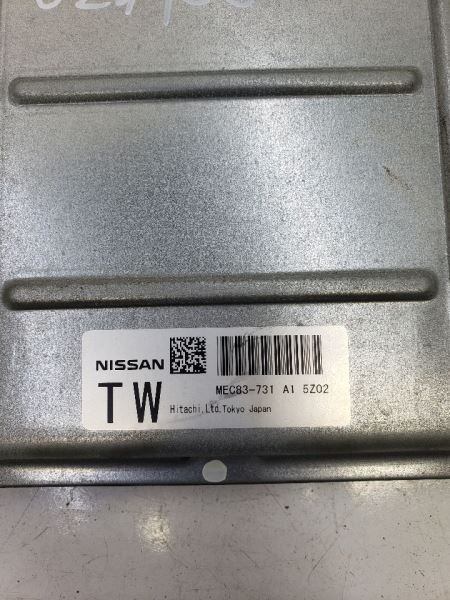 NISSAN
TW
MEC83-731 A1 5Z02
Hitachi,Ltd.Tokyo Japan